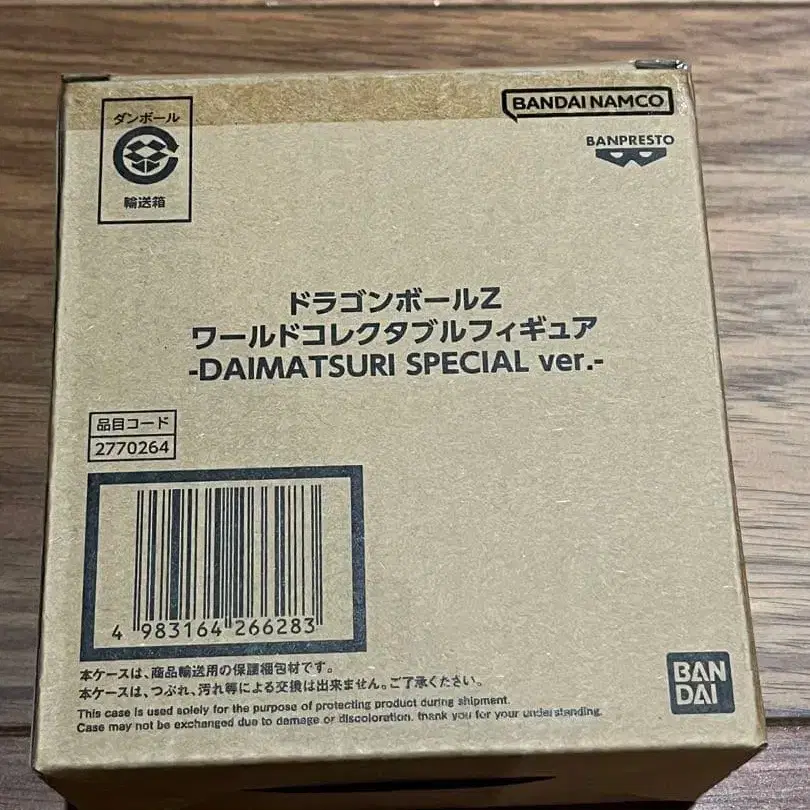 ダンボール
輸送箱
BANDAI NAMCO
BANPRESTO
ドラゴンボールZ
ワールドコレクタブルフィギュア
-DAIMATSURI SPECIAL ver.-
品目コード
2770264
4 983164 266283
本ケースは、商品輸送用の保護梱包材です。
本ケースは、つぶれ、汚れ等による交換は出来ません。ご了承ください。
This case is used solely for the purpose of protecting product during shipment.
Case may not be exchanged due to damage or discoloration. thank you for your understanding.
BAN
DAI